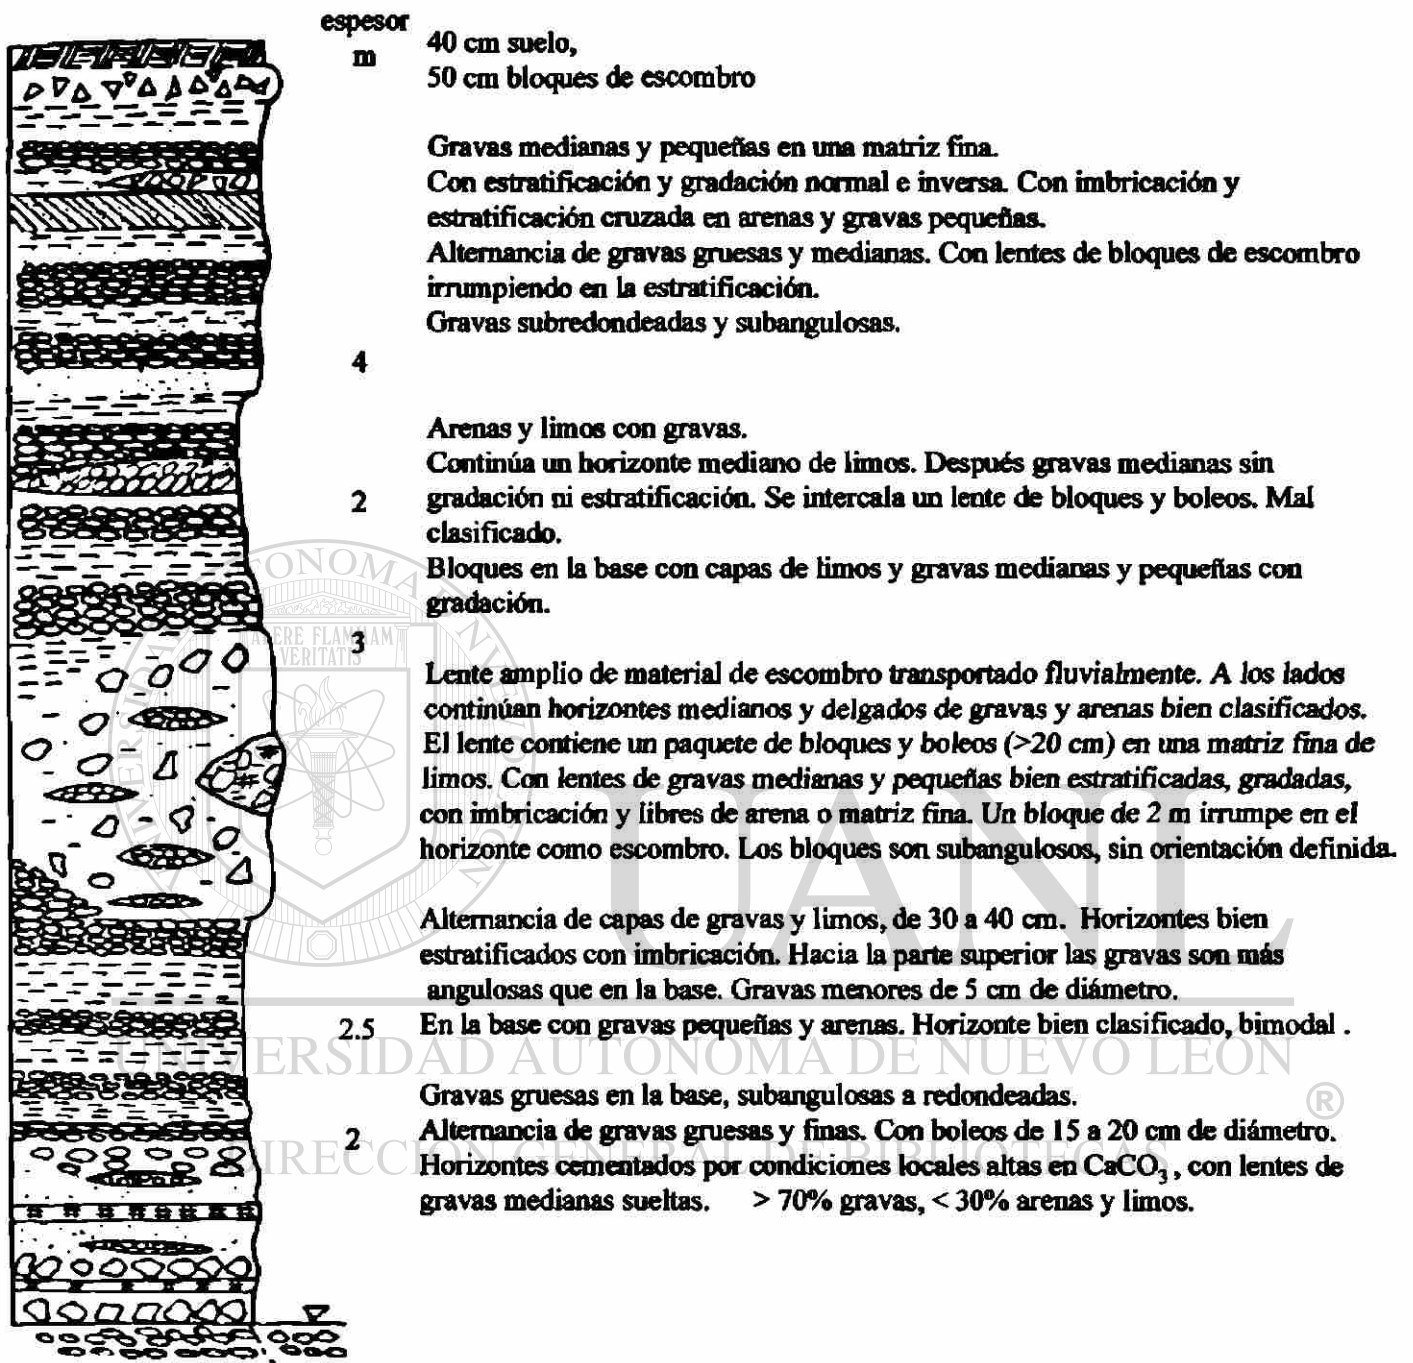 espesor
m
40 cm suelo,
50 cm bloques de escombro
Gravas medianas y pequeñas en una matriz fina.
Con estratificación y gradación normal e inversa. Con imbricación y
estratificación cruzada en arenas y gravas pequeñas.
Alternancia de gravas gruesas y medianas. Con lentes de bloques de escombro
irrumpiendo en la estratificación.
Gravas subredondeadas y subangulosas.
4
Arenas y limos con gravas.
Continúa un horizonte mediano de limos. Después gravas medianas sin
2 gradación ni estratificación. Se intercala un lente de bloques y boleos. Mal
clasificado.
Bloques en la base con capas de limos y gravas medianas y pequeñas con
gradación.
3
Lente amplio de material de escombro transportado fluvialmente. A los lados
continúan horizontes medianos y delgados de gravas y arenas bien clasificados.
El lente contiene un paquete de bloques y boleos (>20 cm) en una matriz fina de
limos. Con lentes de gravas medianas y pequeñas bien estratificadas, gradadas,
con imbricación y libres de arena o matriz fina. Un bloque de 2 m irrumpe en el
horizonte como escombro. Los bloques son subangulosos, sin orientación definida.
Alternancia de capas de gravas y limos, de 30 a 40 cm. Horizontes bien
estratificados con imbricación. Hacia la parte superior las gravas son más
angulosas que en la base. Gravas menores de 5 cm de diámetro.
2.5 En la base con gravas pequeñas y arenas. Horizonte bien clasificado, bimodal .
Gravas gruesas en la base, subangulosas a redondeadas.
2 Alternancia de gravas gruesas y finas. Con boleos de 15 a 20 cm de diámetro.
Horizontes cementados por condiciones locales altas en CaCO₃ , con lentes de
gravas medianas sueltas. > 70% gravas, < 30% arenas y limos.
ALERE FLAMMAM
VERITATIS
UANL
UNIVERSIDAD AUTONOMA DE NUEVO LEÓN
®
DIRECCIÓN GENERAL DE BIBLIOTECAS